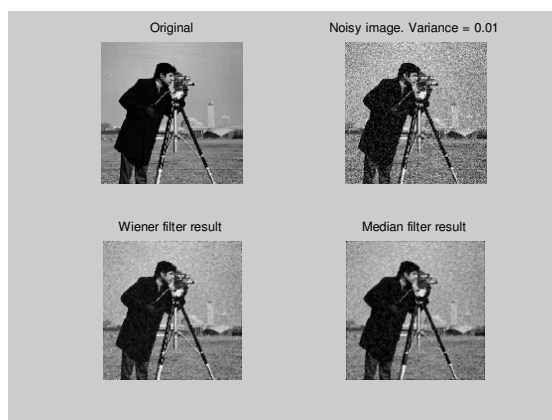 Original
Noisy image. Variance = 0.01
Wiener filter result
Median filter result